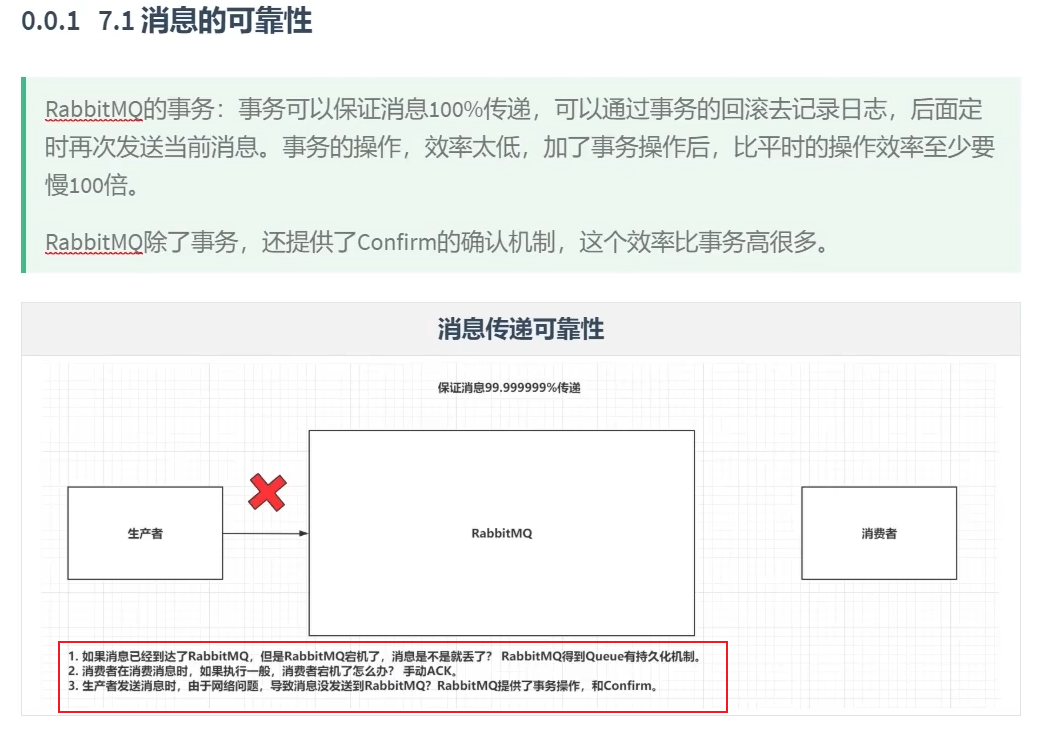 0.0.1 7.1 消息的可靠性
RabbitMQ的事务：事务可以保证消息100%传递，可以通过事务的回滚去记录日志，后面定
时再次发送当前消息。事务的操作，效率太低，加了事务操作后，比平时的操作效率至少要
慢100倍。
RabbitMQ除了事务，还提供了Confirm的确认机制，这个效率比事务高很多。
消息传递可靠性
保证消息99.999999%传递
生产者
RabbitMQ
消费者
1. 如果消息已经到达了RabbitMQ，但是RabbitMQ宕机了，消息是不是就丢了？ RabbitMQ得到Queue有持久化机制。
2. 消费者在消费消息时，如果执行一般，消费者宕机了怎么办？ 手动ACK。
3. 生产者发送消息时，由于网络问题，导致消息没发送到RabbitMQ？RabbitMQ提供了事务操作，和Confirm。